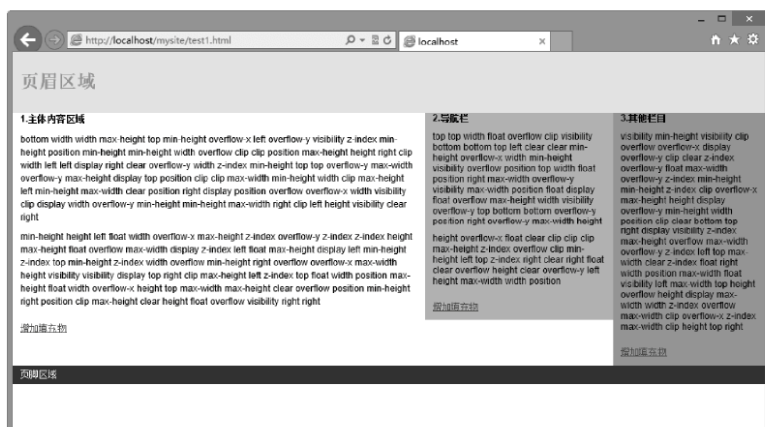 http://localhost/mysite/test1.html
localhost
页眉区域
1.主体内容区域
bottom width width max-height top min-height overflow-x left overflow-y visibility z-index min-
height position min-height min-height width overflow clip clip position max-height height right clip
width left left display right clear overflow-y width z-index min-height top top overflow-y max-width
overflow-y max-height display top position clip clip max-width min-height width clip max-height
left min-height max-width clear position right display position overflow overflow-x width visibility
clip display width overflow-y min-height min-height max-width right clip left height visibility clear
right
min-height height left float width overflow-x max-height z-index overflow-y z-index z-index height
max-height float overflow max-width display z-index left float max-height display left min-height
z-index top min-height z-index width overflow min-height right clear overflow-x max-width
height visibility visibility display top right clip max-height left z-index top float width position max-
height float width overflow-x height top max-width max-height clear overflow position min-height
right position clip max-height clear height float overflow visibility right right
增加填充物
2.导航栏
top top width float overflow clip visibility
bottom bottom top left clear clear min-
height overflow-x width min-height
visibility overflow position top width float
position right max-width overflow-y
visibility max-width position float display
float overflow max-width height visibility
overflow-y top bottom bottom overflow-y
position right overflow-y max-width height
height overflow-x float clear clip clip clip
max-height z-index overflow clip min-
height left top z-index right clear right float
clear overflow height clear overflow-y left
height max-width width position
增加填充物
3.其他栏目
visibility min-height visibility clip
overflow overflow-x display
overflow-y clip clear z-index
overflow-y float max-width
overflow-y z-index min-height
min-height z-index clip overflow-x
max-height height display
overflow-y min-height width
position clip clear bottom top
right display visibility z-index
max-height overflow max-width
overflow-y z-index loft top max-
width clear z-index float right right
width position max-width float
visibility left max-width top height
overflow height display max-
width width z-index overflow
max-width clip overflow-x z-index
max-width clip height top right
增加填充物
页脚区域